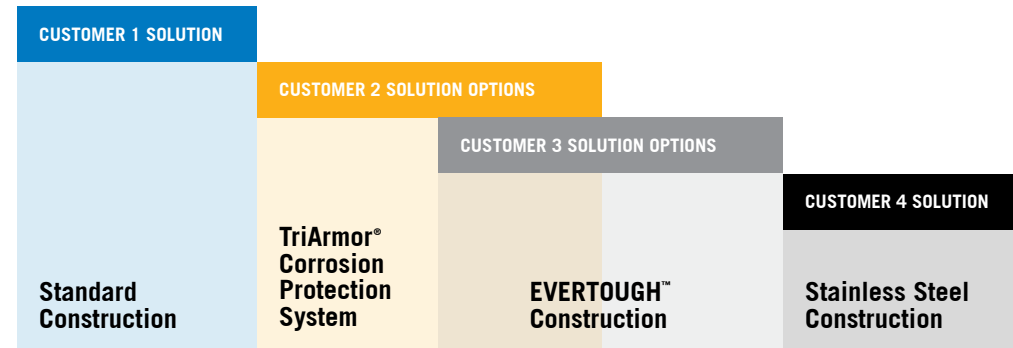 CUSTOMER 1 SOLUTION
CUSTOMER 2 SOLUTION OPTIONS
CUSTOMER 3 SOLUTION OPTIONS
CUSTOMER 4 SOLUTION
Standard
Construction
TriArmor®
Corrosion
Protection
System
EVERTOUGH™
Construction
Stainless Steel
Construction